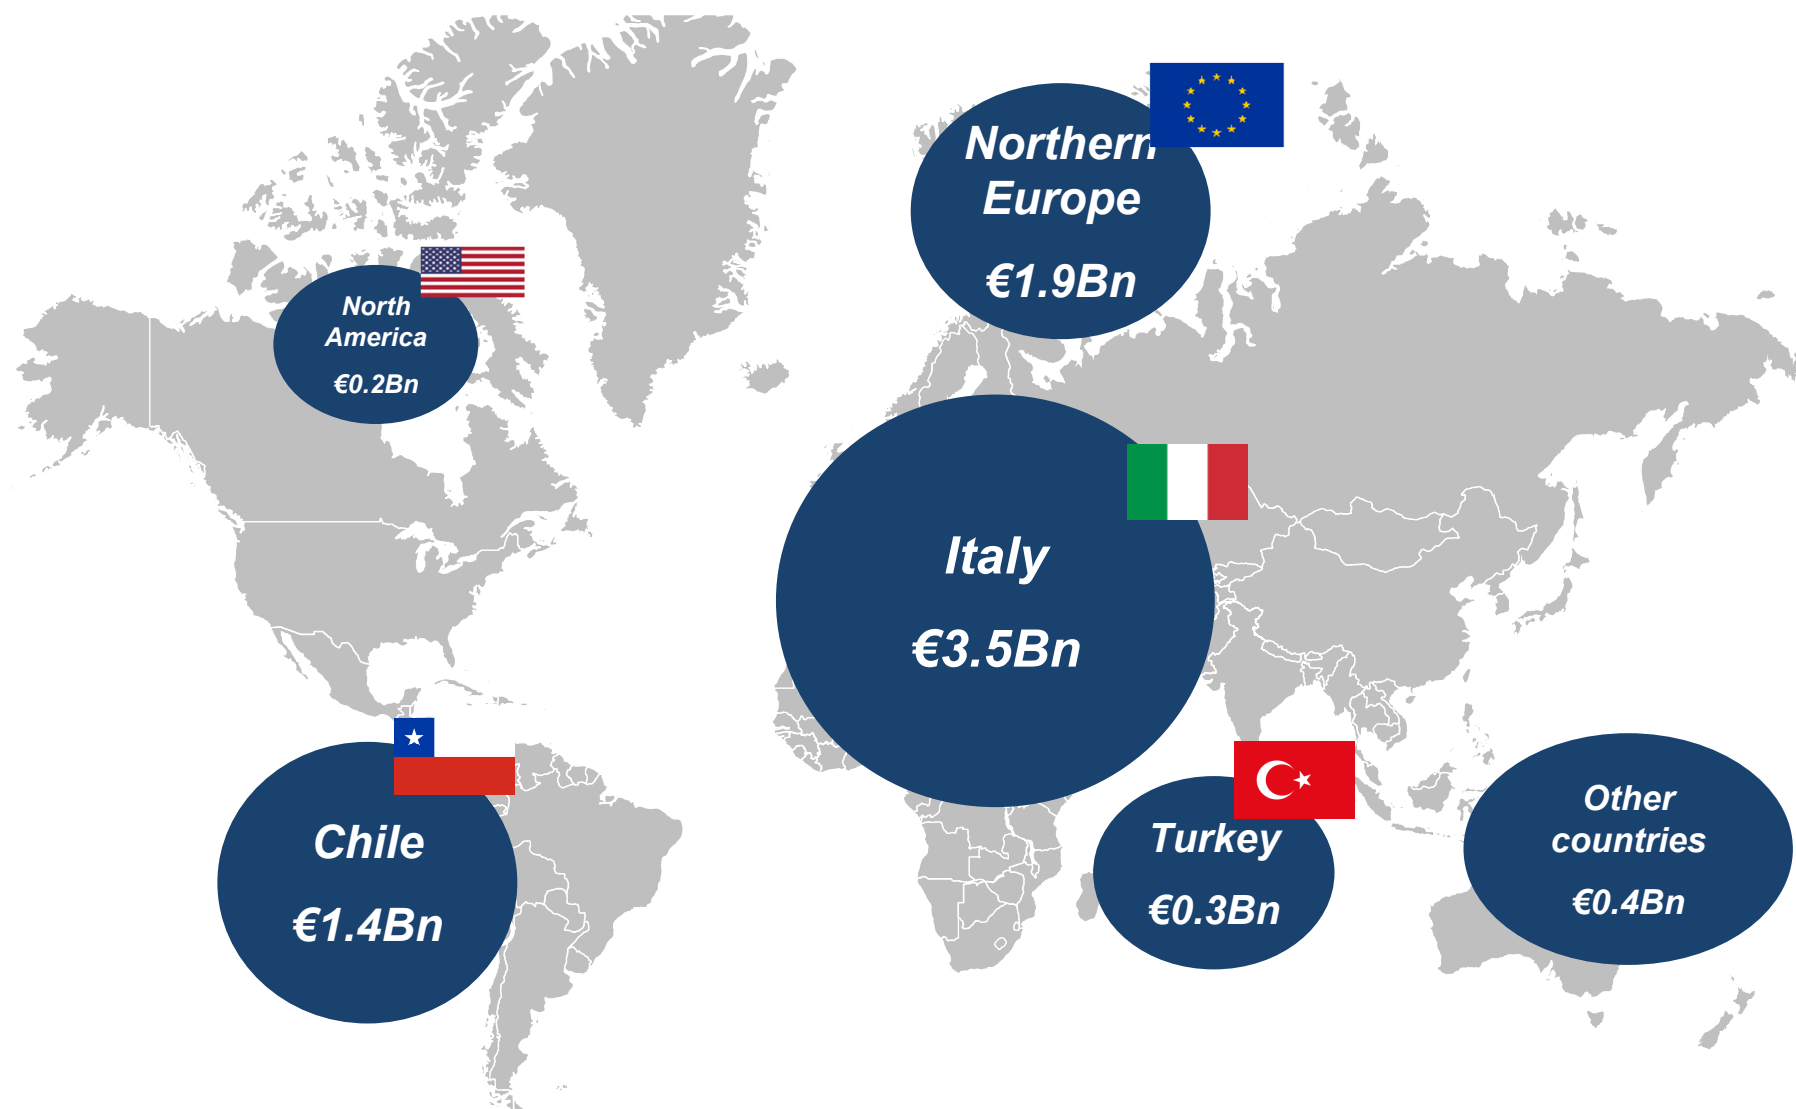 Northern
Europe
€1.9Bn
North
America
€0.2Bn
Italy
€3.5Bn
Chile
€1.4Bn
Turkey
€0.3Bn
Other
countries
€0.4Bn